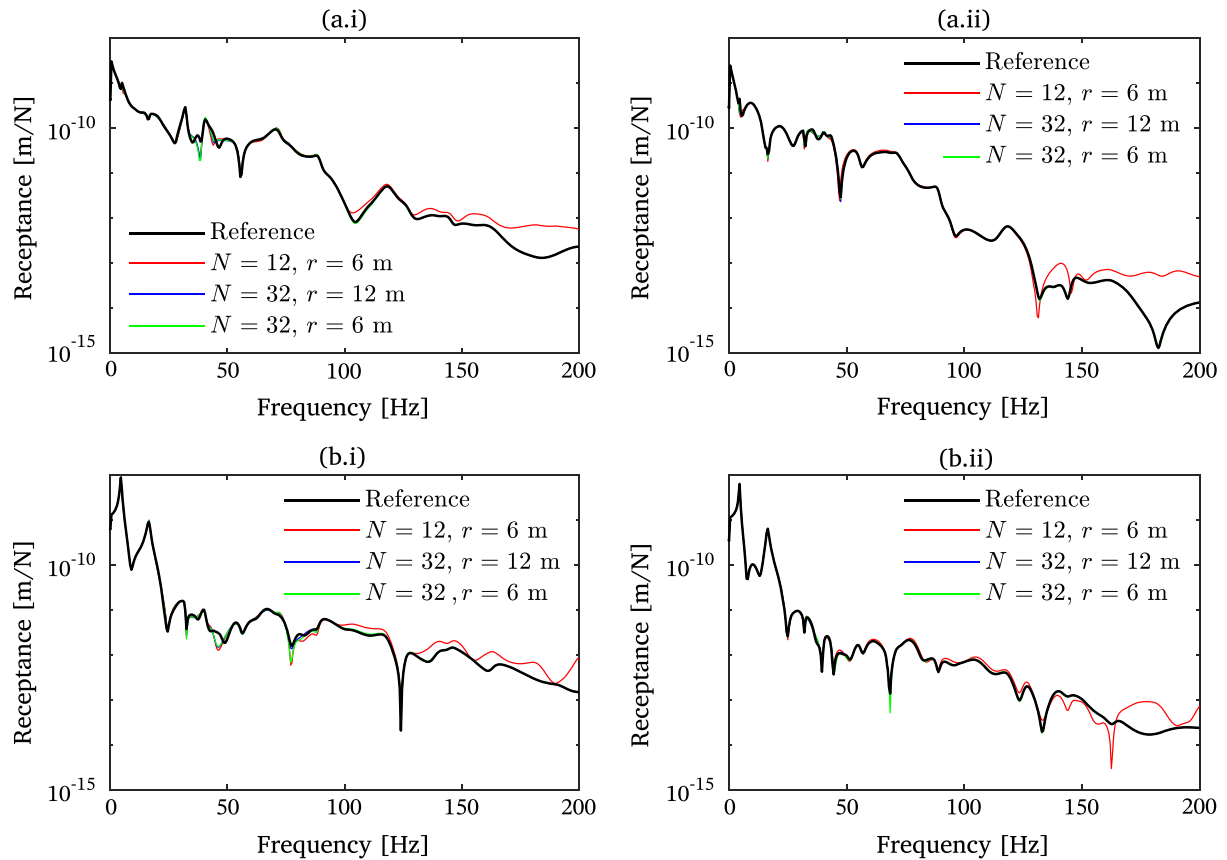 (a.i)
Receptance [m/N]
10^-10
10^-15
Reference
N = 12, r = 6 m
N = 32, r = 12 m
N = 32, r = 6 m
0 50 100 150 200
Frequency [Hz]
(a.ii)
Receptance [m/N]
10^-10
10^-15
Reference
N = 12, r = 6 m
N = 32, r = 12 m
N = 32, r = 6 m
0 50 100 150 200
Frequency [Hz]
(b.i)
Receptance [m/N]
10^-10
10^-15
Reference
N = 12, r = 6 m
N = 32, r = 12 m
N = 32 , r = 6 m
0 50 100 150 200
Frequency [Hz]
(b.ii)
Receptance [m/N]
10^-10
10^-15
Reference
N = 12, r = 6 m
N = 32, r = 12 m
N = 32, r = 6 m
0 50 100 150 200
Frequency [Hz]